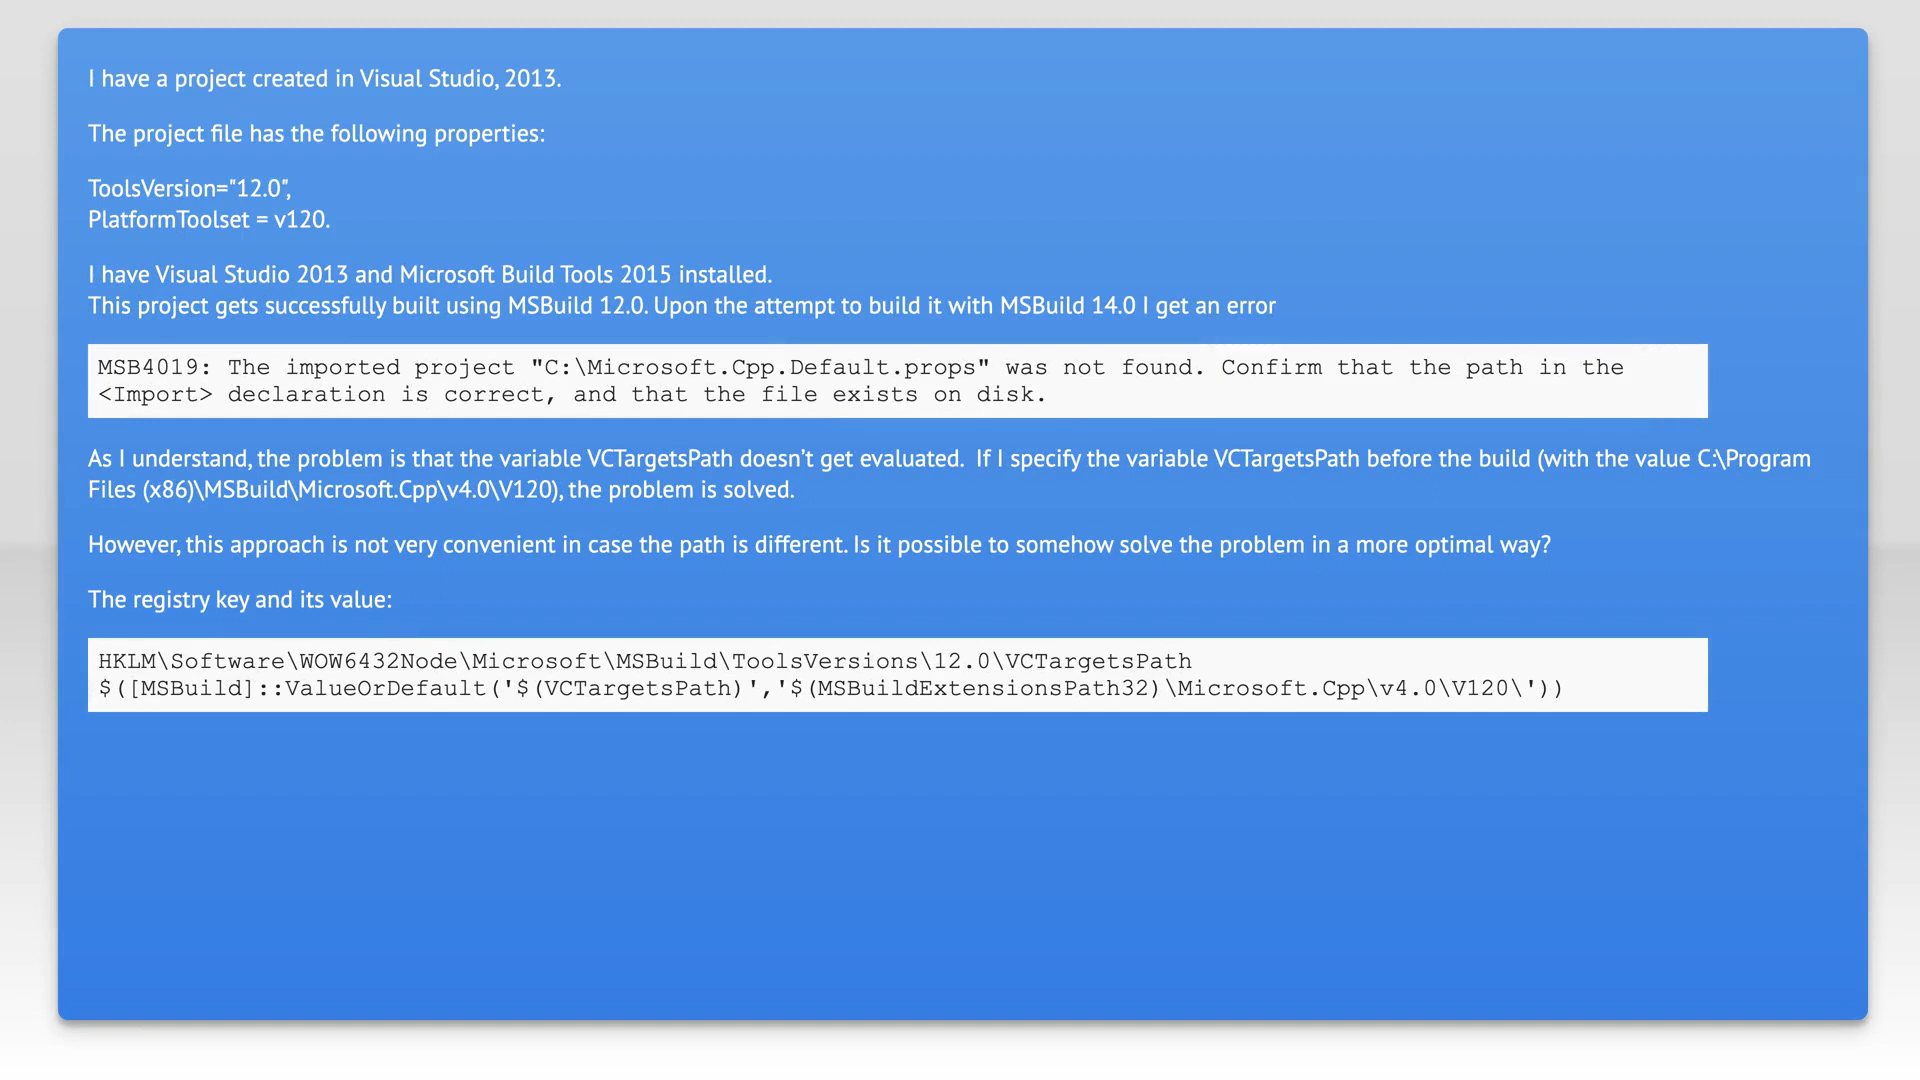 I have a project created in Visual Studio, 2013.
The project file has the following properties:
ToolsVersion="12.0",
PlatformToolset = v120.
I have Visual Studio 2013 and Microsoft Build Tools 2015 installed.
This project gets successfully built using MSBuild 12.0. Upon the attempt to build it with MSBuild 14.0 I get an error
MSB4019: The imported project "C:\Microsoft.Cpp.Default.props" was not found. Confirm that the path in the
<Import> declaration is correct, and that the file exists on disk.
As I understand, the problem is that the variable VCTargetsPath doesn’t get evaluated.  If I specify the variable VCTargetsPath before the build (with the value C:\Program
Files (x86)\MSBuild\Microsoft.Cpp\v4.0\V120), the problem is solved.
However, this approach is not very convenient in case the path is different. Is it possible to somehow solve the problem in a more optimal way?
The registry key and its value:
HKLM\Software\WOW6432Node\Microsoft\MSBuild\ToolsVersions\12.0\VCTargetsPath
$([MSBuild]::ValueOrDefault('$(VCTargetsPath)','$(MSBuildExtensionsPath32)\Microsoft.Cpp\v4.0\V120\'))